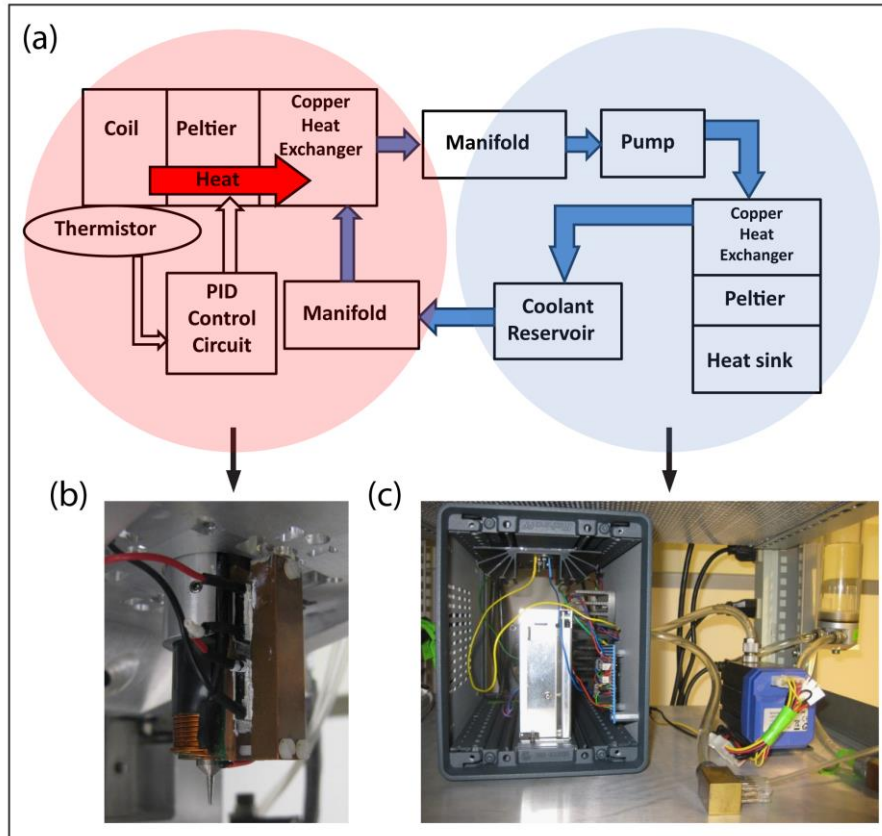 (a)
Coil
Peltier
Copper
Heat
Exchanger
Heat
Thermistor
PID
Control
Circuit
Manifold
Manifold
Pump
Copper
Heat
Exchanger
Peltier
Heat sink
Coolant
Reservoir
(b)
(c)